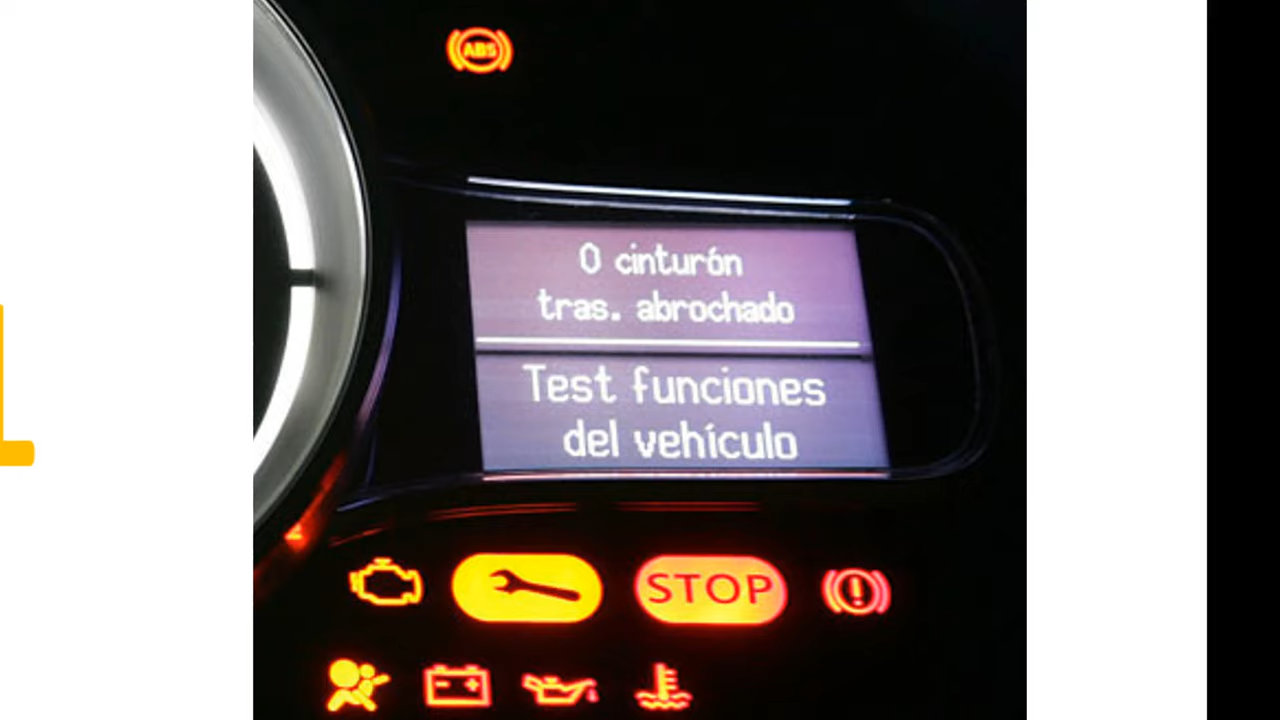 ABS
0 cinturón
tras. abrochado
Test funciones
del vehículo
STOP